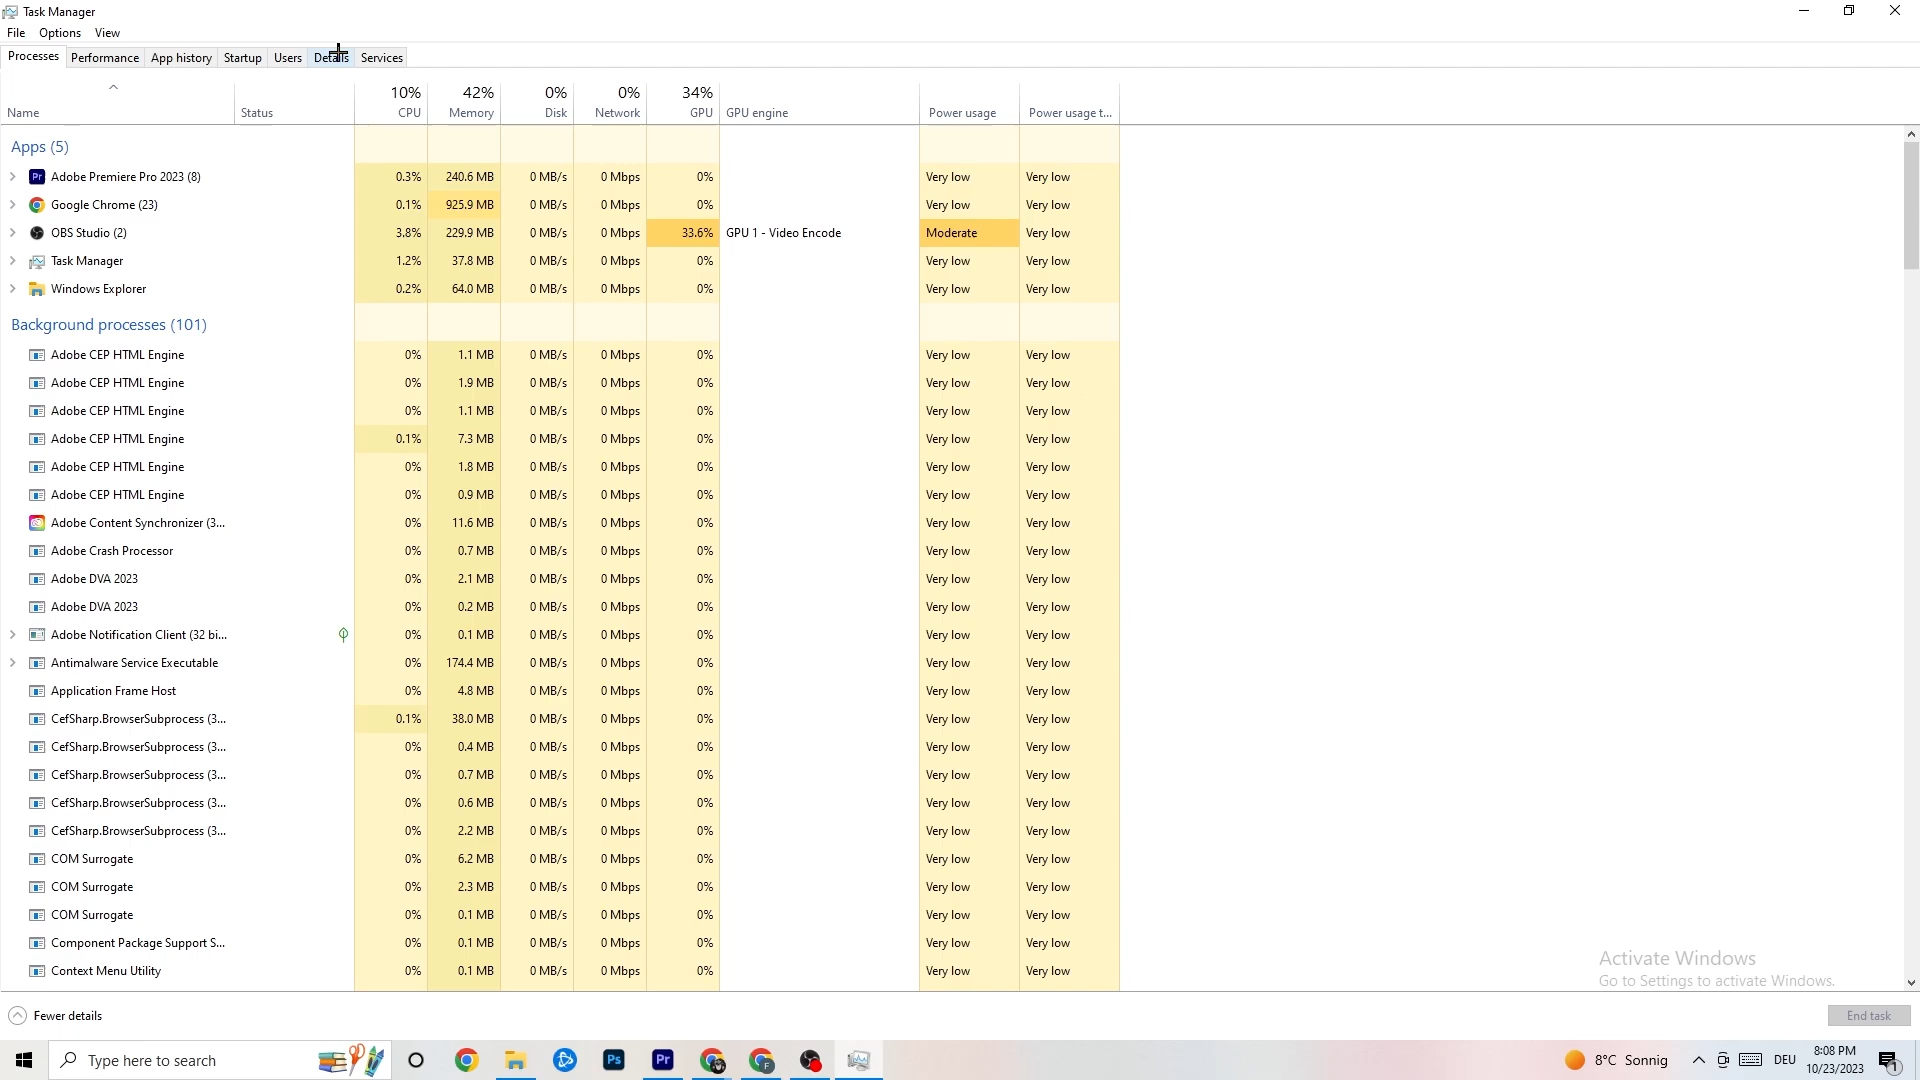 Task Manager
File Options View
Processes Performance App history Startup Users Details Services
10% 42% 0% 0% 34%
Name Status CPU Memory Disk Network GPU GPU engine Power usage Power usage t...
Apps (5)
Adobe Premiere Pro 2023 (8) 0.3% 240.6 MB 0 MB/s 0 Mbps 0% Very low Very low
Google Chrome (23) 0.1% 925.9 MB 0 MB/s 0 Mbps 0% Very low Very low
OBS Studio (2) 3.8% 229.9 MB 0 MB/s 0 Mbps 33.6% GPU 1 - Video Encode Moderate Very low
Task Manager 1.2% 37.8 MB 0 MB/s 0 Mbps 0% Very low Very low
Windows Explorer 0.2% 64.0 MB 0 MB/s 0 Mbps 0% Very low Very low
Background processes (101)
Adobe CEP HTML Engine 0% 1.1 MB 0 MB/s 0 Mbps 0% Very low Very low
Adobe CEP HTML Engine 0% 1.9 MB 0 MB/s 0 Mbps 0% Very low Very low
Adobe CEP HTML Engine 0% 1.1 MB 0 MB/s 0 Mbps 0% Very low Very low
Adobe CEP HTML Engine 0.1% 7.3 MB 0 MB/s 0 Mbps 0% Very low Very low
Adobe CEP HTML Engine 0% 1.8 MB 0 MB/s 0 Mbps 0% Very low Very low
Adobe CEP HTML Engine 0% 0.9 MB 0 MB/s 0 Mbps 0% Very low Very low
Adobe Content Synchronizer (3... 0% 11.6 MB 0 MB/s 0 Mbps 0% Very low Very low
Adobe Crash Processor 0% 0.7 MB 0 MB/s 0 Mbps 0% Very low Very low
Adobe DVA 2023 0% 2.1 MB 0 MB/s 0 Mbps 0% Very low Very low
Adobe DVA 2023 0% 0.2 MB 0 MB/s 0 Mbps 0% Very low Very low
Adobe Notification Client (32 bi... 0% 0.1 MB 0 MB/s 0 Mbps 0% Very low Very low
Antimalware Service Executable 0% 174.4 MB 0 MB/s 0 Mbps 0% Very low Very low
Application Frame Host 0% 4.8 MB 0 MB/s 0 Mbps 0% Very low Very low
CefSharp.BrowserSubprocess (3... 0.1% 38.0 MB 0 MB/s 0 Mbps 0% Very low Very low
CefSharp.BrowserSubprocess (3... 0% 0.4 MB 0 MB/s 0 Mbps 0% Very low Very low
CefSharp.BrowserSubprocess (3... 0% 0.7 MB 0 MB/s 0 Mbps 0% Very low Very low
CefSharp.BrowserSubprocess (3... 0% 0.6 MB 0 MB/s 0 Mbps 0% Very low Very low
CefSharp.BrowserSubprocess (3... 0% 2.2 MB 0 MB/s 0 Mbps 0% Very low Very low
COM Surrogate 0% 6.2 MB 0 MB/s 0 Mbps 0% Very low Very low
COM Surrogate 0% 2.3 MB 0 MB/s 0 Mbps 0% Very low Very low
COM Surrogate 0% 0.1 MB 0 MB/s 0 Mbps 0% Very low Very low
Component Package Support S... 0% 0.1 MB 0 MB/s 0 Mbps 0% Very low Very low
Context Menu Utility 0% 0.1 MB 0 MB/s 0 Mbps 0% Very low Very low
Activate Windows
Go to Settings to activate Windows.
Fewer details End task
Type here to search Ps Pr F 8°C Sonnig DEU 8:08 PM
10/23/2023 1